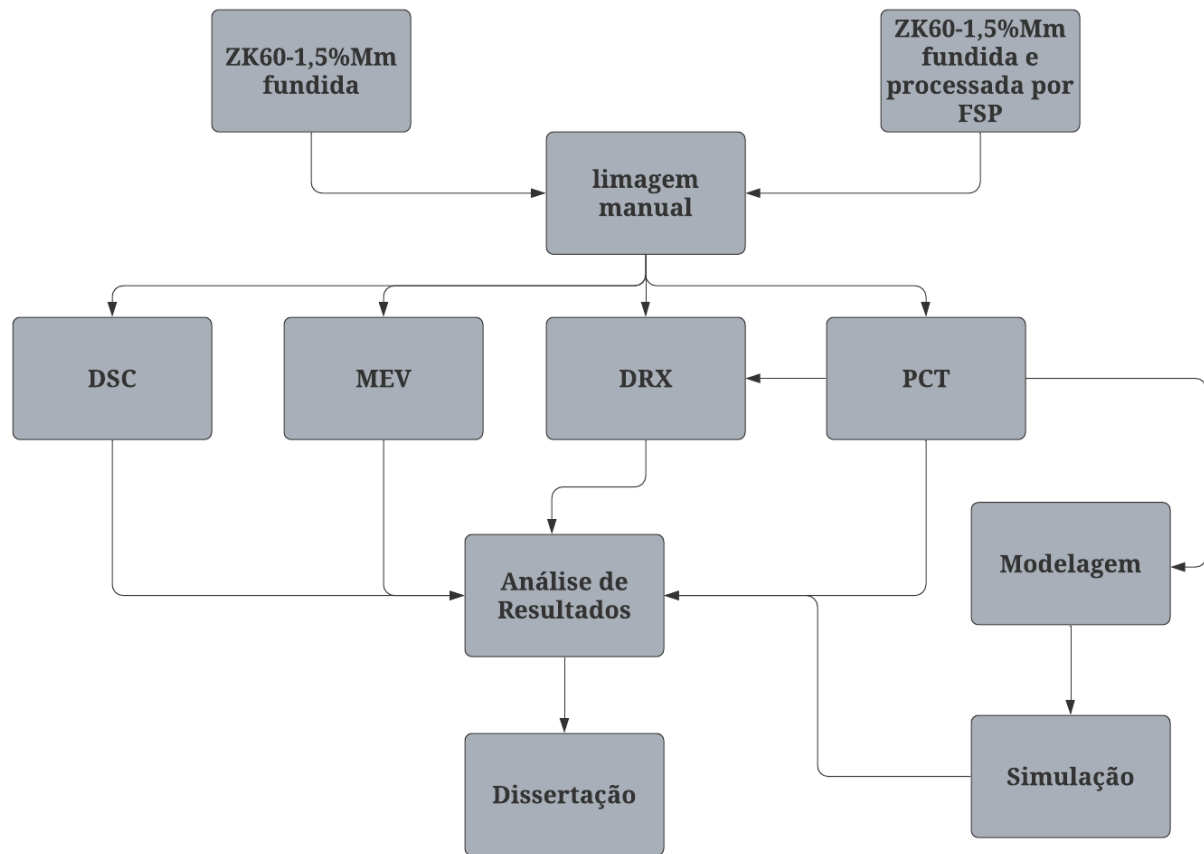 ZK60-1,5%Mm
fundida
ZK60-1,5%Mm
fundida e
processada por
FSP
limagem
manual
DSC
MEV
DRX
PCT
Modelagem
Análise de
Resultados
Simulação
Dissertação